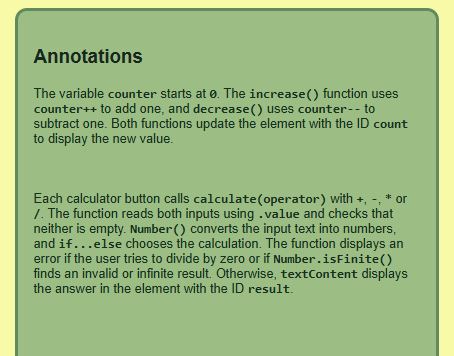 Annotations
The variable counter starts at 0. The increase() function uses
counter++ to add one, and decrease() uses counter-- to
subtract one. Both functions update the element with the ID count
to display the new value.
Each calculator button calls calculate(operator) with +, -, * or
/. The function reads both inputs using .value and checks that
neither is empty. Number() converts the input text into numbers,
and if...else chooses the calculation. The function displays an
error if the user tries to divide by zero or if Number.isFinite()
finds an invalid or infinite result. Otherwise, textContent displays
the answer in the element with the ID result.